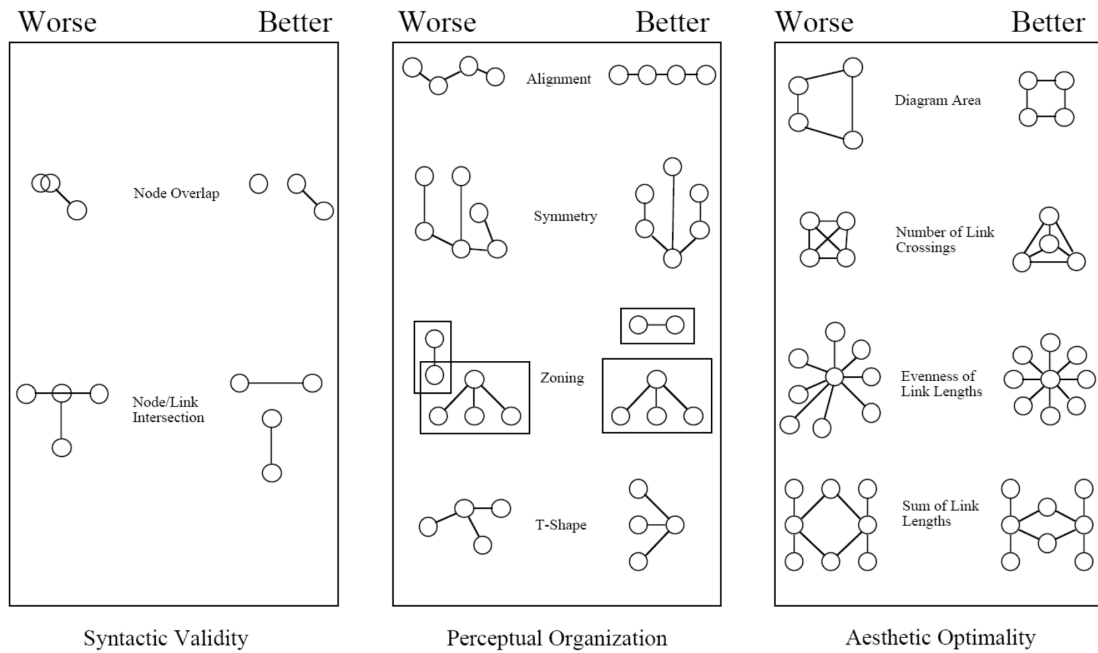 Worse Better
Node Overlap
Node/Link
Intersection
Syntactic Validity
Worse Better
Alignment
Symmetry
Zoning
T-Shape
Perceptual Organization
Worse Better
Diagram Area
Number of Link
Crossings
Evenness of
Link Lengths
Sum of Link
Lengths
Aesthetic Optimality